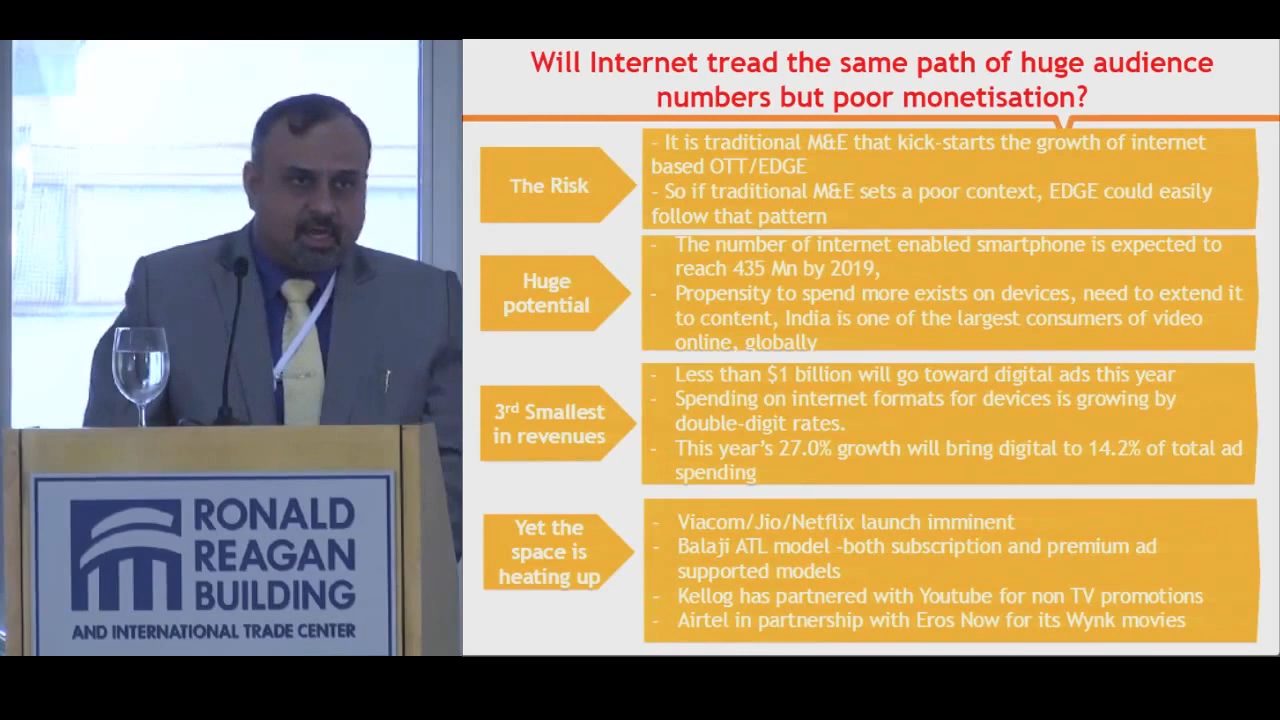 Will Internet tread the same path of huge audience
numbers but poor monetisation?
The Risk
- It is traditional M&E that kick-starts the growth of internet
based OTT/EDGE
- So if traditional M&E sets a poor context, EDGE could easily
follow that pattern
Huge
potential
- The number of internet enabled smartphone is expected to
reach 435 Mn by 2019,
- Propensity to spend more exists on devices, need to extend it
to content, India is one of the largest consumers of video
online, globally
3rd Smallest
in revenues
- Less than $1 billion will go toward digital ads this year
- Spending on internet formats for devices is growing by
double-digit rates.
- This year's 27.0% growth will bring digital to 14.2% of total ad
spending
Yet the
space is
heating up
- Viacom/Jio/Netflix launch imminent
- Balaji ATL model -both subscription and premium ad
supported models
- Kellog has partnered with Youtube for non TV promotions
- Airtel in partnership with Eros Now for its Wynk movies
RONALD
REAGAN
BUILDING
AND INTERNATIONAL TRADE CENTER